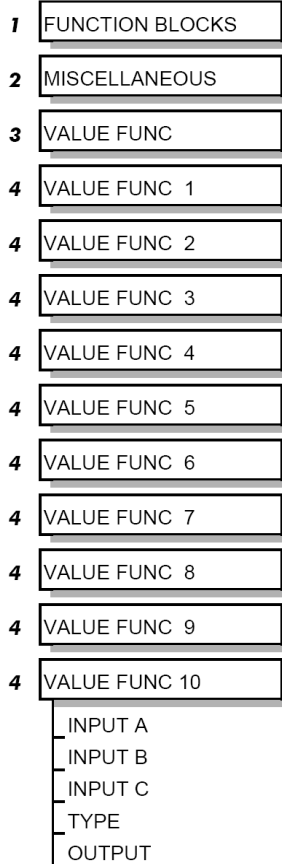 1 FUNCTION BLOCKS
2 MISCELLANEOUS
3 VALUE FUNC
4 VALUE FUNC 1
4 VALUE FUNC 2
4 VALUE FUNC 3
4 VALUE FUNC 4
4 VALUE FUNC 5
4 VALUE FUNC 6
4 VALUE FUNC 7
4 VALUE FUNC 8
4 VALUE FUNC 9
4 VALUE FUNC 10
INPUT A
INPUT B
INPUT C
TYPE
OUTPUT